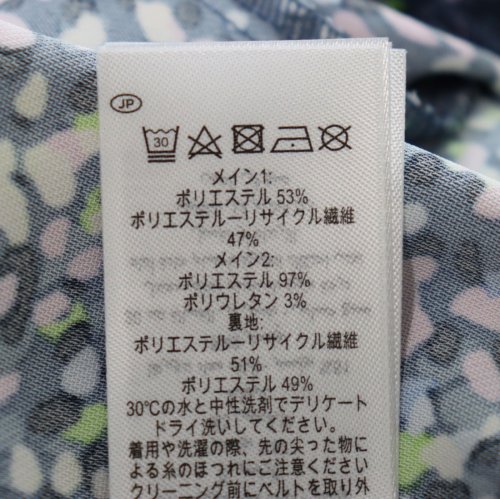 JP
30
メイン1:
ポリエステル 53%
ポリエステルーリサイクル繊維
47%
メイン2:
ポリエステル 97%
ポリウレタン 3%
裏地:
ポリエステルーリサイクル繊維
51%
ポリエステル 49%
30℃の水と中性洗剤でデリケート
ドライ洗いしてください。
着用や洗濯の際、先の尖った物に
よる糸のほつれにご注意ください
クリーニング前にベルトを取り外